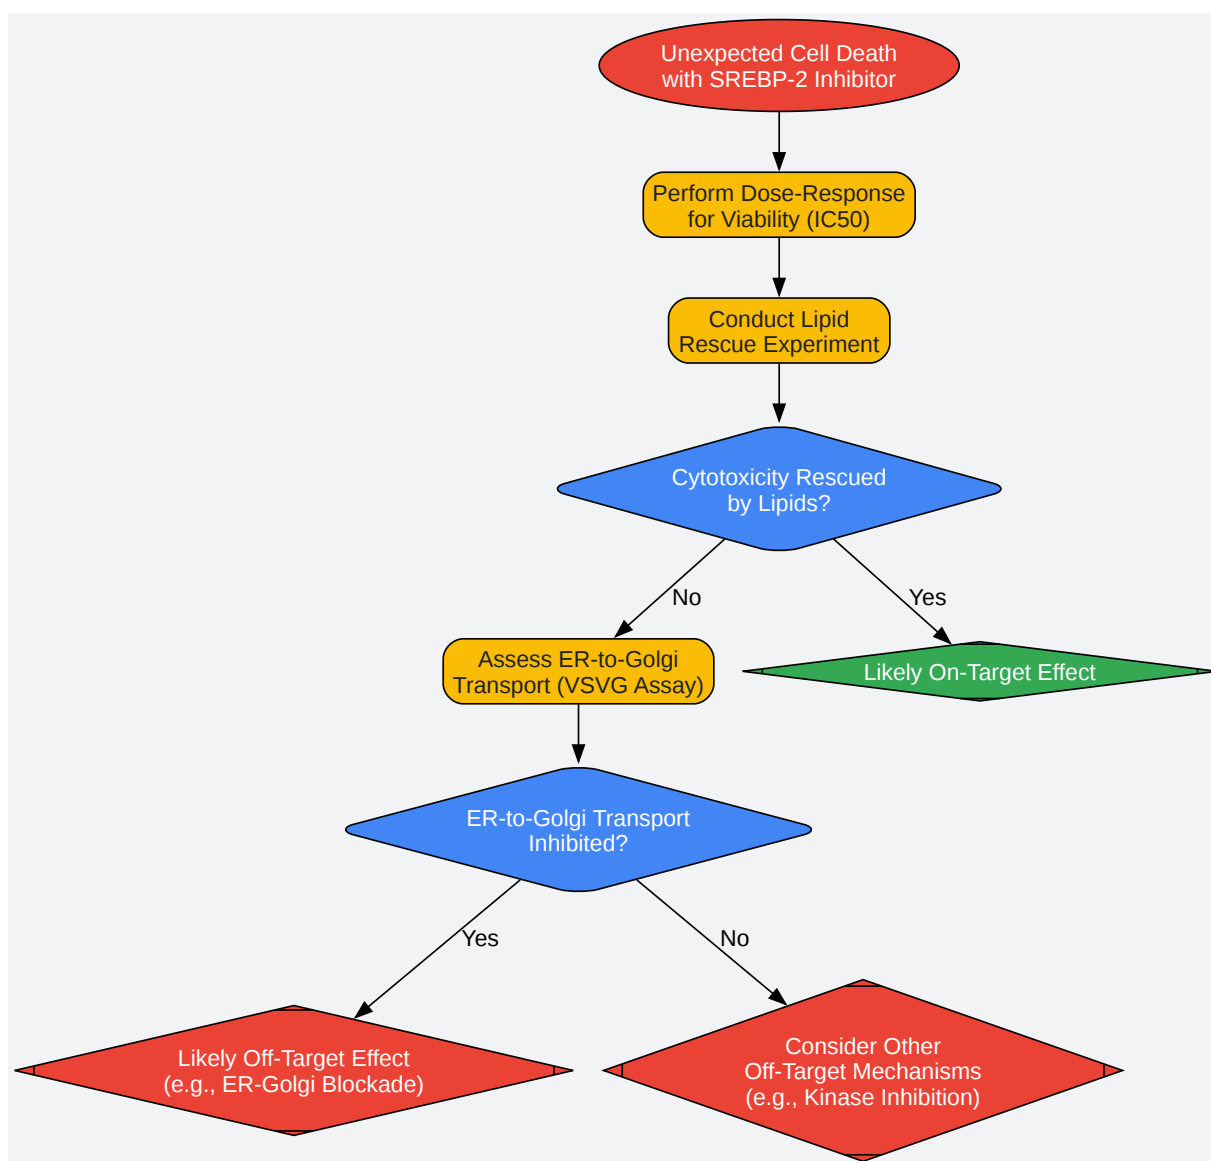 Unexpected Cell Death
with SREBP-2 Inhibitor
Perform Dose-Response
for Viability (IC50)
Conduct Lipid
Rescue Experiment
Cytotoxicity Rescued
by Lipids?
No
Yes
Assess ER-to-Golgi
Transport (VSVG Assay)
Likely On-Target Effect
ER-to-Golgi Transport
Inhibited?
Yes
No
Likely Off-Target Effect
(e.g., ER-Golgi Blockade)
Consider Other
Off-Target Mechanisms
(e.g., Kinase Inhibition)